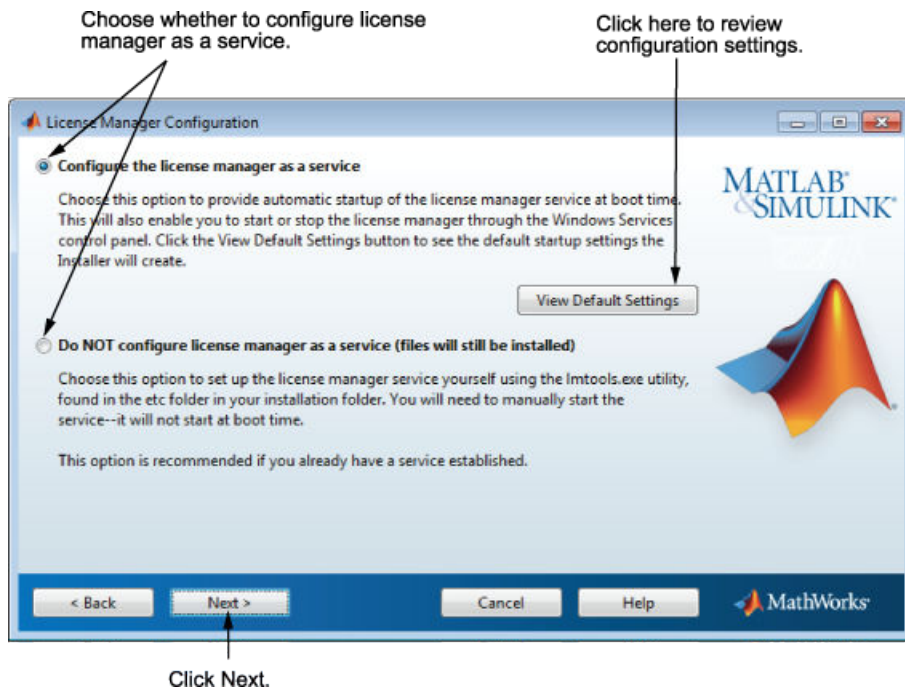 Choose whether to configure license
manager as a service.
Click here to review
configuration settings.
License Manager Configuration
Configure the license manager as a service
Choose this option to provide automatic startup of the license manager service at boot time.
This will also enable you to start or stop the license manager through the Windows Services
control panel. Click the View Default Settings button to see the default startup settings the
Installer will create.
MATLAB®
&SIMULINK®
View Default Settings
Do NOT configure license manager as a service (files will still be installed)
Choose this option to set up the license manager service yourself using the lmtools.exe utility,
found in the etc folder in your installation folder. You will need to manually start the
service--it will not start at boot time.
This option is recommended if you already have a service established.
< Back
Next >
Cancel
Help
MathWorks®
Click Next.